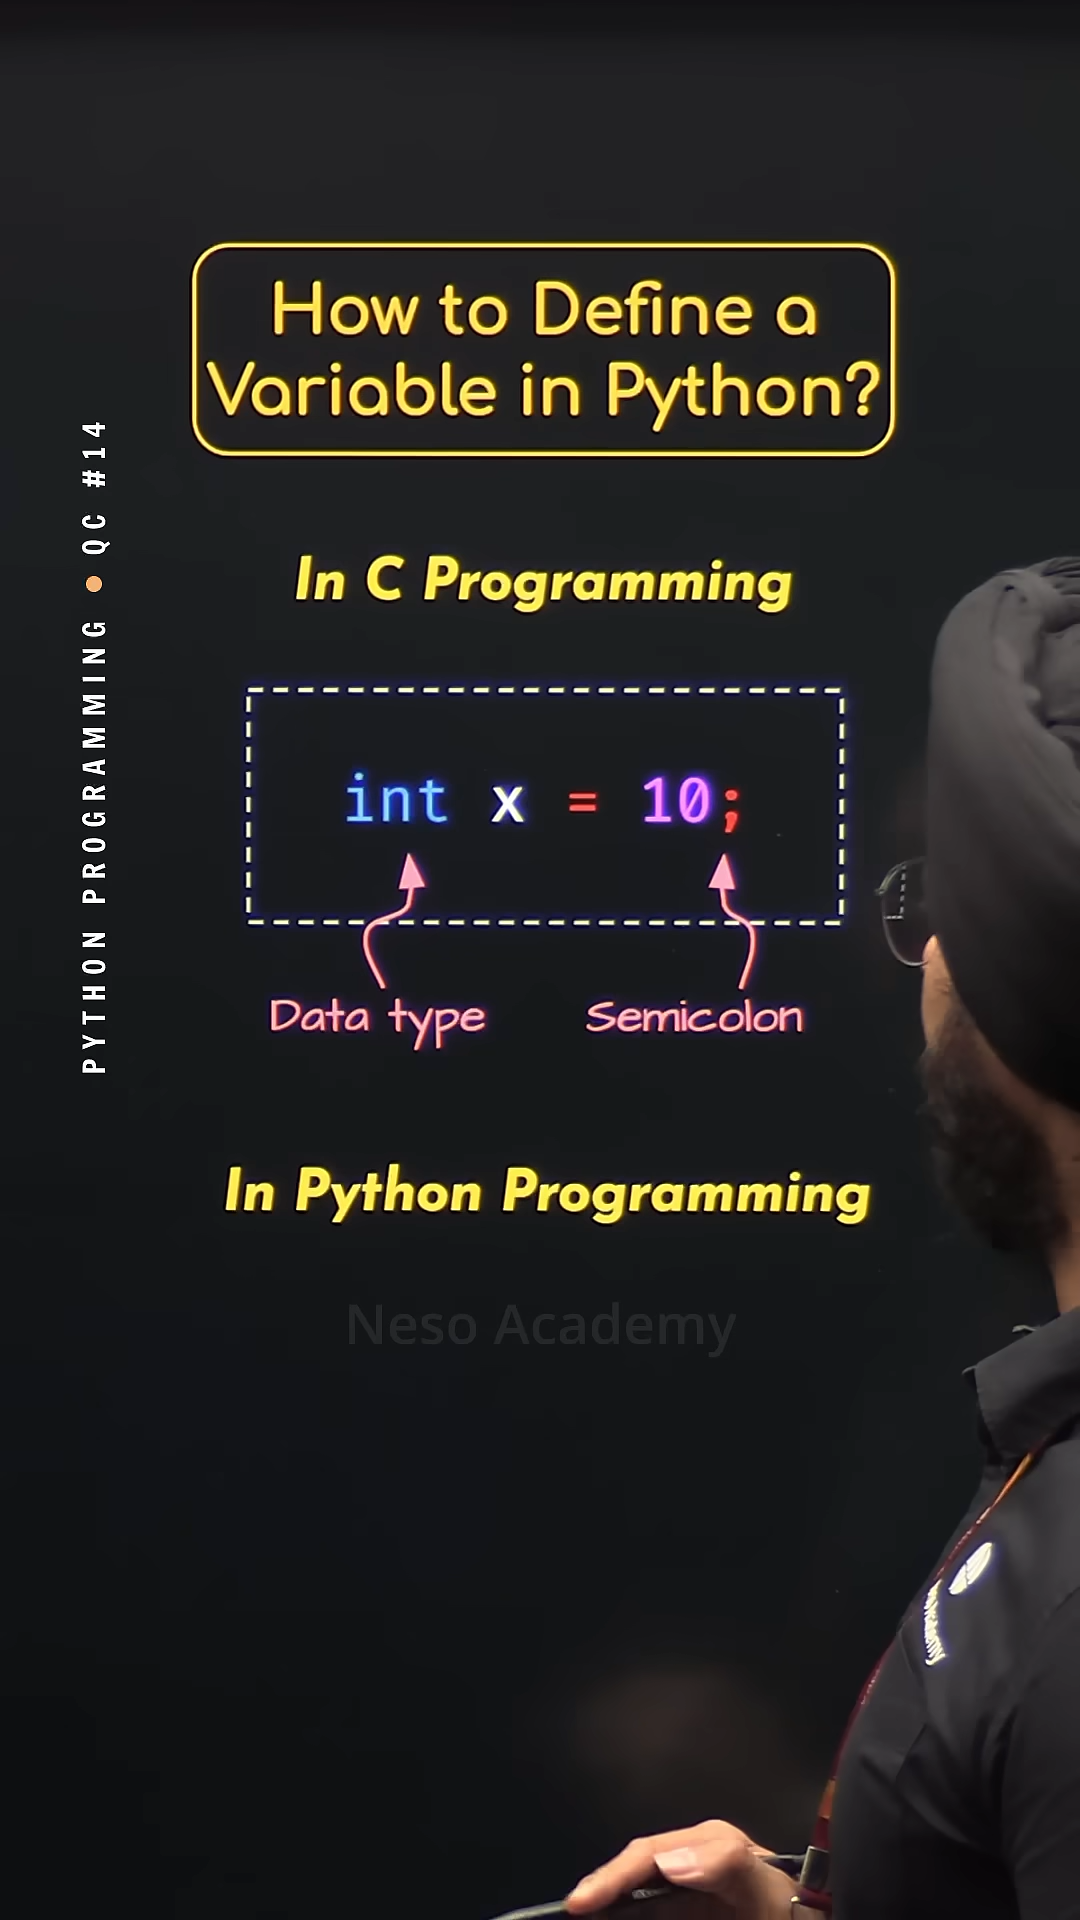 How to Define a
Variable in Python?
PYTHON PROGRAMMING ● QC #14
In C Programming
int x = 10;
Data type
Semicolon
In Python Programming
Neso Academy